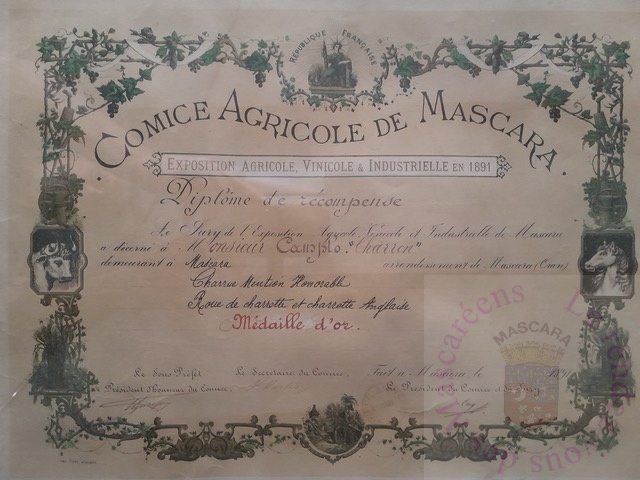 RÉPUBLIQUE FRANÇAISE
COMICE AGRICOLE DE MASCARA.
EXPOSITION AGRICOLE, VINICOLE & INDUSTRIELLE EN 1891
Diplôme de récompense
Le Jury de l'Exposition Agricole, Vinicole et Industrielle de Mascara
a décerné à Monsieur Campto "Charron"
demeurant à Mascara arrondissement de Mascara (Oran)
Charrue Mention Honorable
Roue de charrette et charrette Anglaise
Médaille d'or.
Le Sous Préfet Le Secrétaire du Comice, Fait à Mascara le 189
Président d'honneur du Comice Le Président du Comice et du Jury
MASCARA